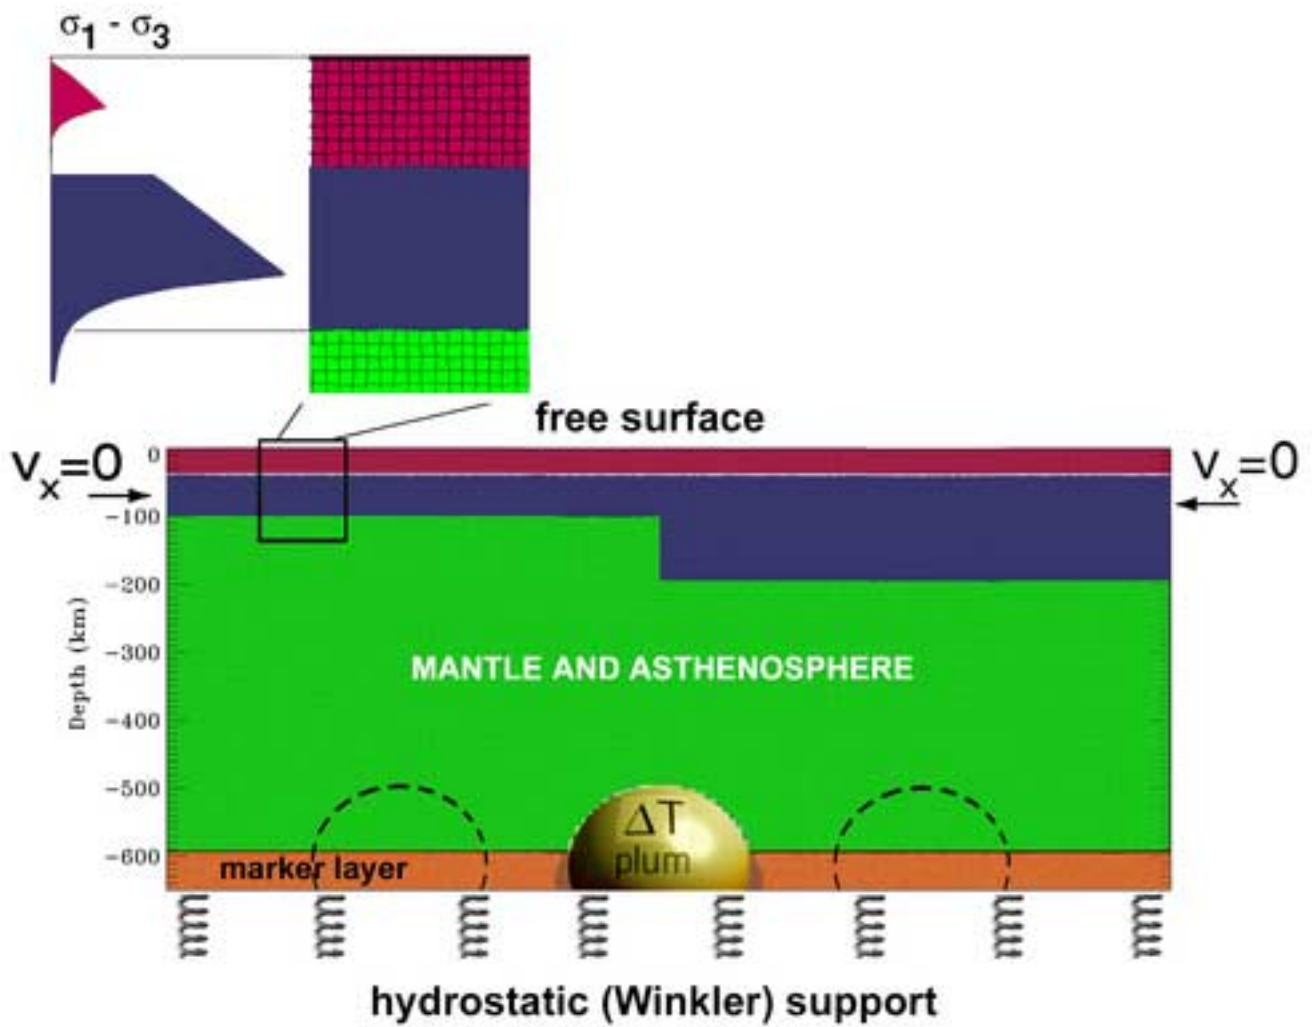 σ1 - σ3
free surface
vx=0
vx=0
0
−100
−200
−300
−400
−500
−600
Depth (km)
MANTLE AND ASTHENOSPHERE
ΔT
plum
marker layer
hydrostatic (Winkler) support